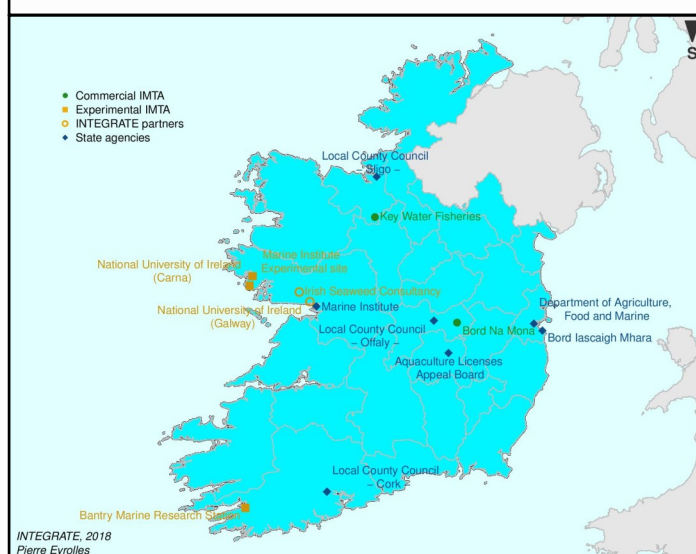 S
Commercial IMTA
Experimental IMTA
INTEGRATE partners
State agencies
Local County Council
– Sligo –
Key Water Fisheries
National University of Ireland
(Carna)
Marine Institute
Experimental site
Irish Seaweed Consultancy
National University of Ireland
(Galway)
Marine Institute
Local County Council
– Offaly –
Bord Na Mona
Department of Agriculture,
Food and Marine
Bord Iascaigh Mhara
Aquaculture Licenses
Appeal Board
Local County Council
– Cork –
Bantry Marine Research Station
INTEGRATE, 2018
Pierre Eyrolles